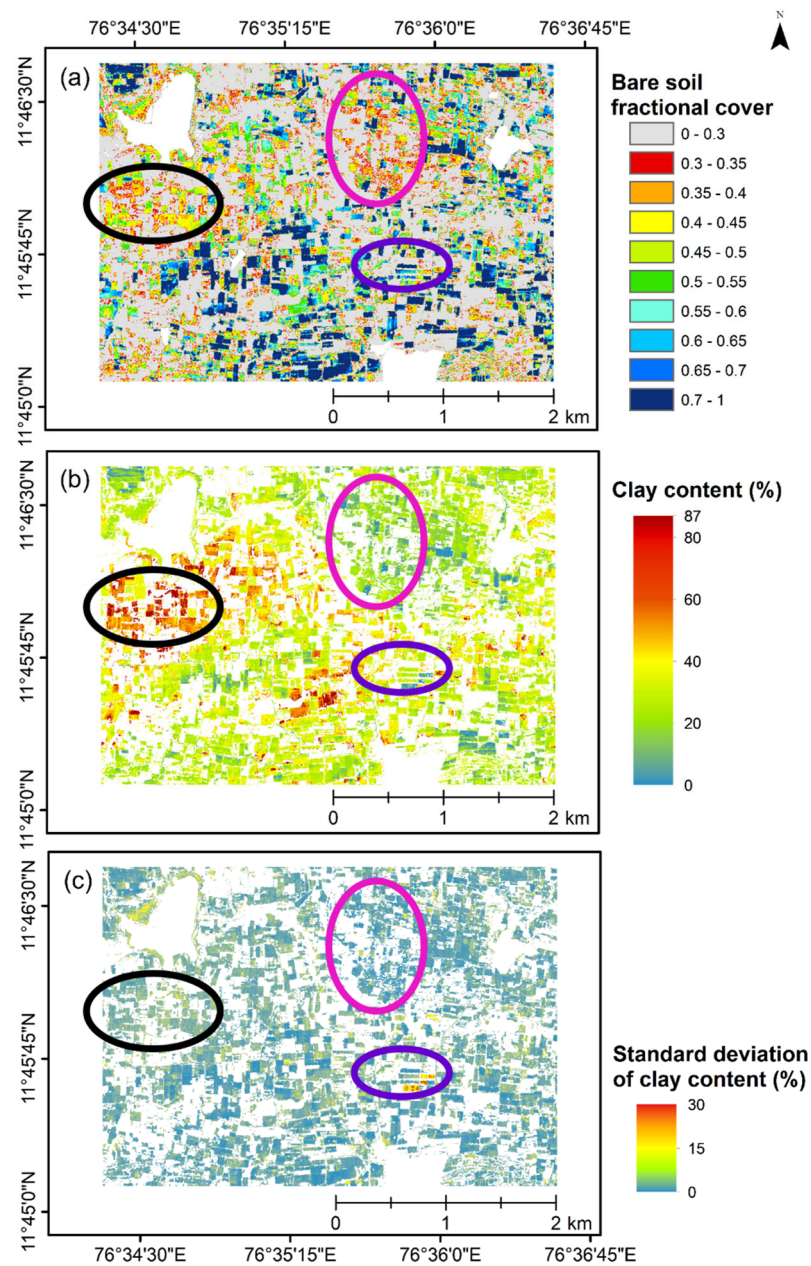 76°34'30"E 76°35'15"E 76°36'0"E 76°36'45"E
N
(a)
11°46'30"N
11°45'45"N
11°45'0"N
0 1 2 km
Bare soil
fractional cover
0 - 0.3
0.3 - 0.35
0.35 - 0.4
0.4 - 0.45
0.45 - 0.5
0.5 - 0.55
0.55 - 0.6
0.6 - 0.65
0.65 - 0.7
0.7 - 1
(b)
11°46'30"N
11°45'45"N
11°45'0"N
0 1 2 km
Clay content (%)
87
80
60
40
20
0
(c)
11°46'30"N
11°45'45"N
11°45'0"N
0 1 2 km
Standard deviation
of clay content (%)
30
15
0
76°34'30"E 76°35'15"E 76°36'0"E 76°36'45"E